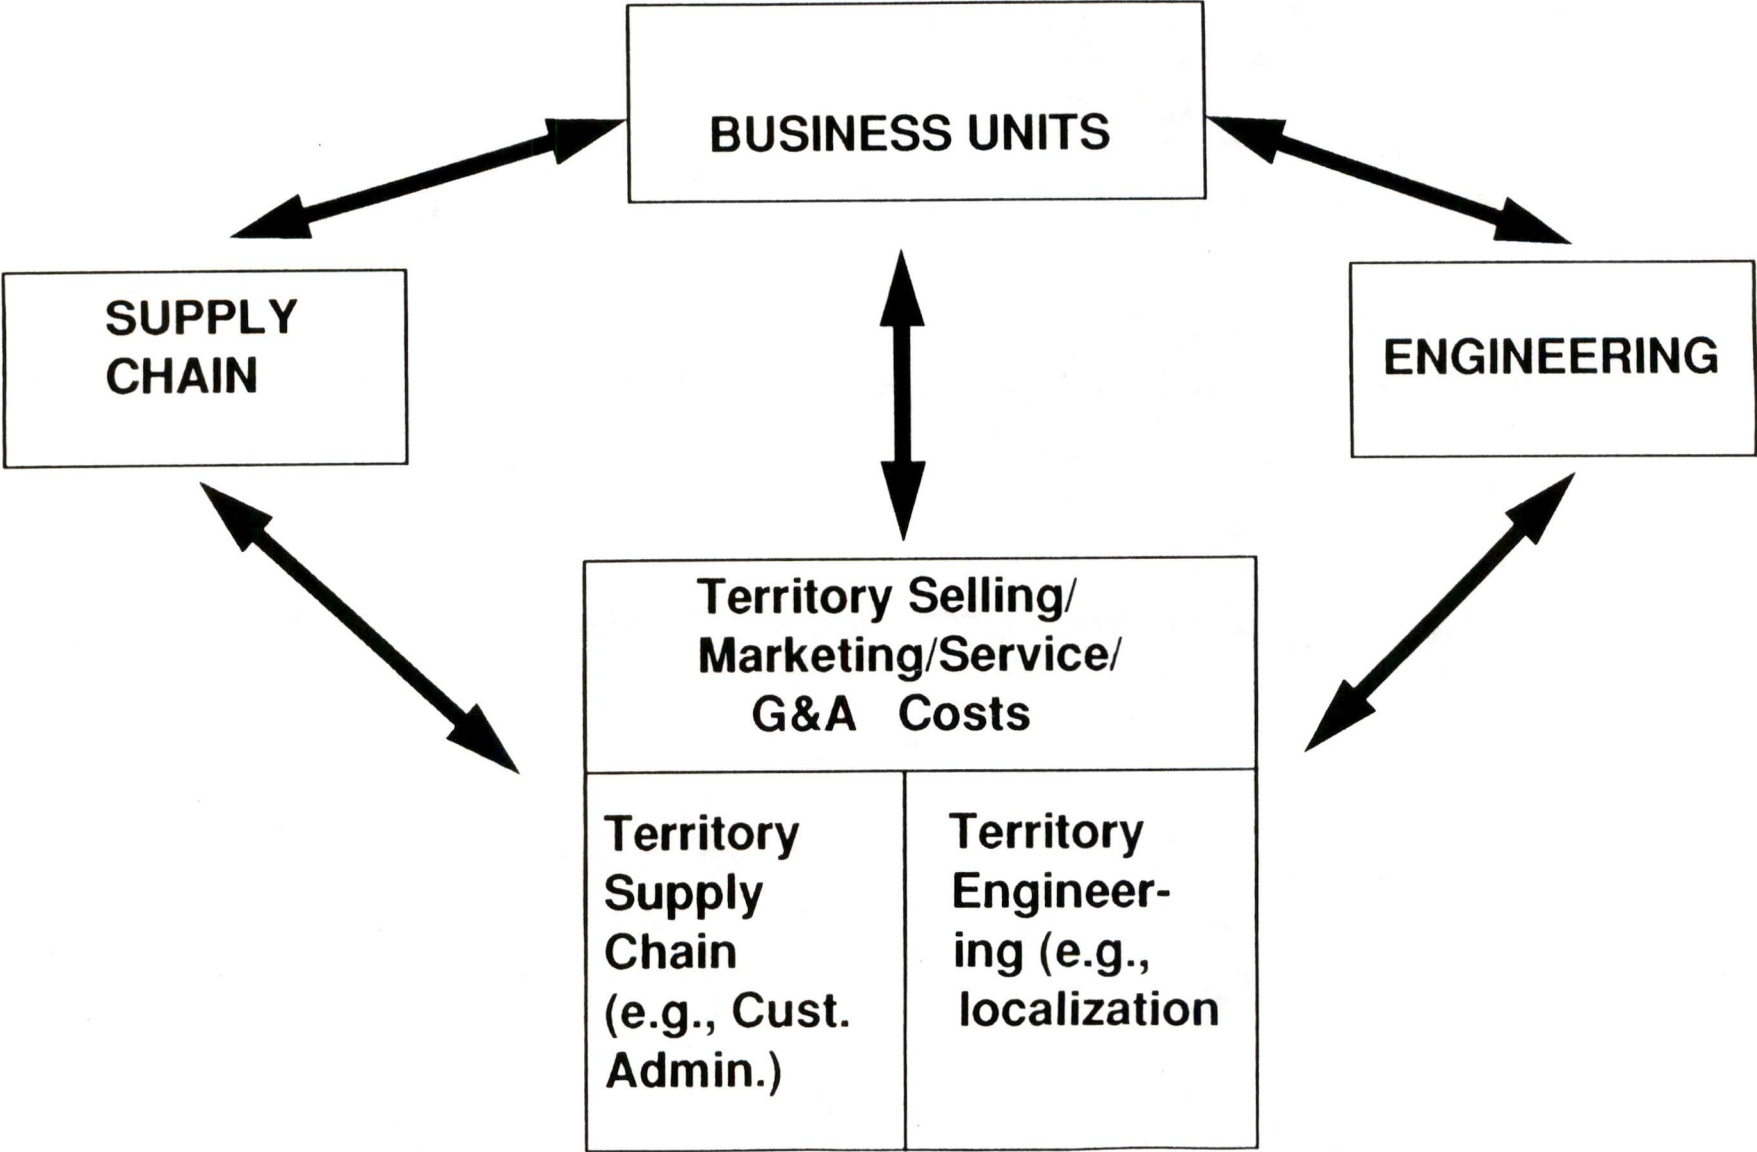 BUSINESS UNITS
SUPPLY
CHAIN
ENGINEERING
Territory Selling/
Marketing/Service/
G&A Costs
Territory
Supply
Chain
(e.g., Cust.
Admin.)
Territory
Engineer-
ing (e.g.,
localization